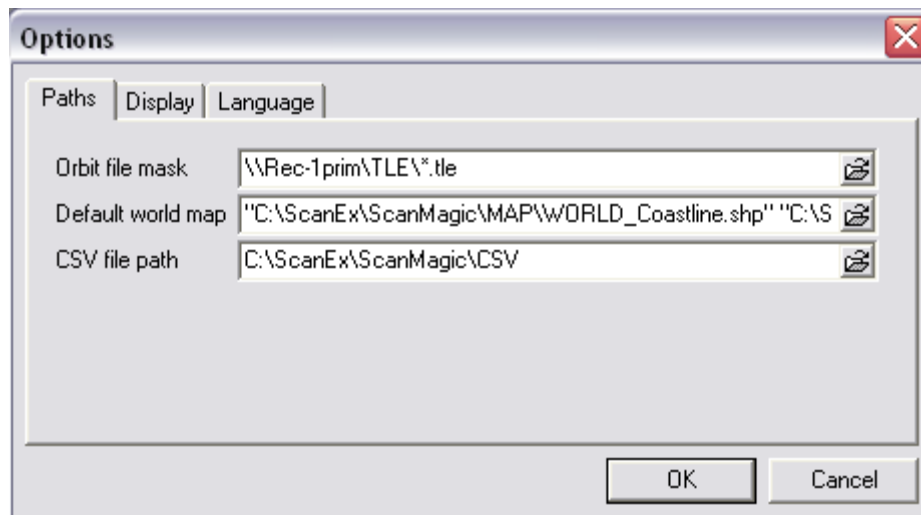 Options
Paths Display Language
Orbit file mask \\Rec-1prim\TLE\*.tle
Default world map "C:\ScanEx\ScanMagic\MAP\WORLD_Coastline.shp" "C:\S
CSV file path C:\ScanEx\ScanMagic\CSV
OK Cancel